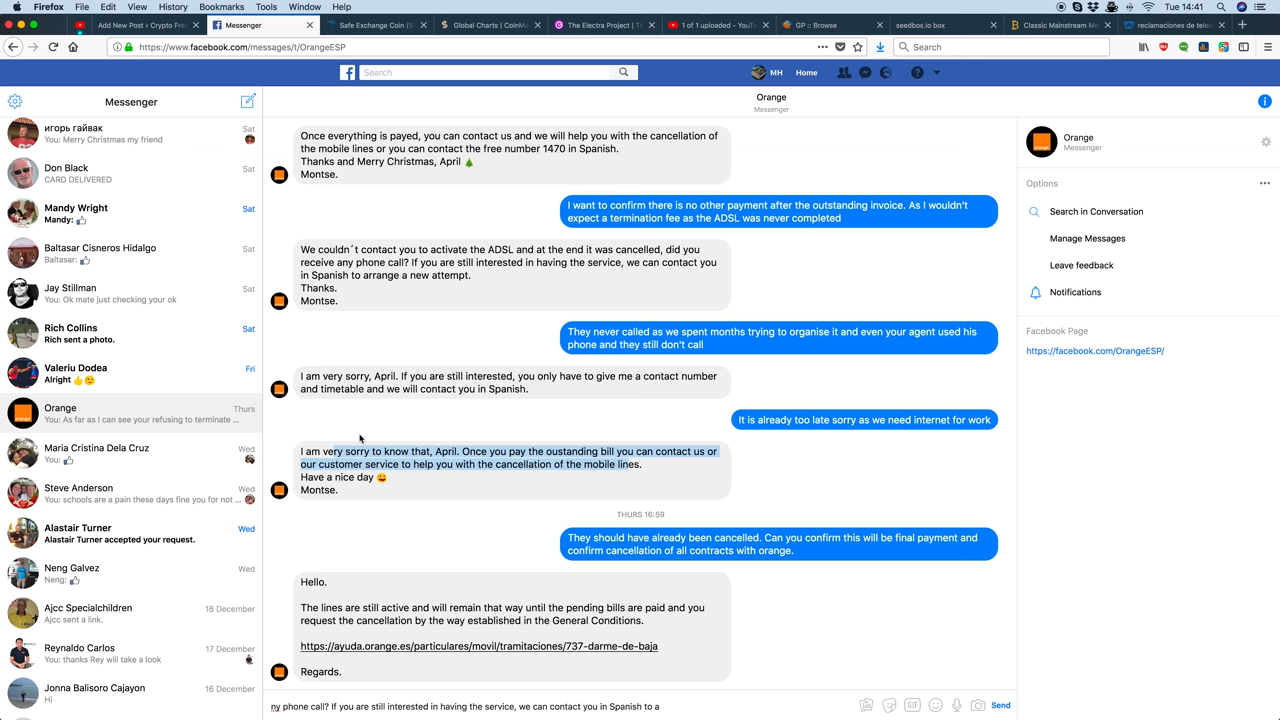 Firefox File Edit View History Bookmarks Tools Window Help
Tue 14:41
Add New Post ‹ Crypto Fre
Messenger
Safe Exchange Coin (S
Global Charts | CoinMa
The Electra Project | Th
1 of 1 uploaded - YouTu
GP :: Browse
seedbox.io box
Classic Mainstream Me
reclamaciones de telec
https://www.facebook.com/messages/t/OrangeESP
Search
Search
MH Home
Messenger
Orange
Messenger
игорь гайвак Sat
You: Merry Christmas my friend
Don Black Sat
CARD DELIVERED
Mandy Wright Sat
Mandy:
Baltasar Cisneros Hidalgo Sat
Baltasar:
Jay Stillman Sat
You: Ok mate just checking your ok
Rich Collins Sat
Rich sent a photo.
Valeriu Dodea Fri
Alright
Orange Thurs
You: As far as I can see your refusing to terminate ...
Maria Cristina Dela Cruz Wed
You:
Steve Anderson Wed
You: schools are a pain these days fine you for not ...
Alastair Turner Wed
Alastair Turner accepted your request.
Neng Galvez Wed
Neng:
Ajcc Specialchildren 18 December
Ajcc sent a link.
Reynaldo Carlos 17 December
You: thanks Rey will take a look
Jonna Balisoro Cajayon 16 December
Hi
Once everything is payed, you can contact us and we will help you with the cancellation of
the mobile lines or you can contact the free number 1470 in Spanish.
Thanks and Merry Christmas, April
Montse.
I want to confirm there is no other payment after the outstanding invoice. As I wouldn't
expect a termination fee as the ADSL was never completed
We couldn´t contact you to activate the ADSL and at the end it was cancelled, did you
receive any phone call? If you are still interested in having the service, we can contact you
in Spanish to arrange a new attempt.
Thanks.
Montse.
They never called as we spent months trying to organise it and even your agent used his
phone and they still don't call
I am very sorry, April. If you are still interested, you only have to give me a contact number
and timetable and we will contact you in Spanish.
It is already too late sorry as we need internet for work
I am very sorry to know that, April. Once you pay the oustanding bill you can contact us or
our customer service to help you with the cancellation of the mobile lines.
Have a nice day
Montse.
THURS 16:59
They should have already been cancelled. Can you confirm this will be final payment and
confirm cancellation of all contracts with orange.
Hello.
The lines are still active and will remain that way until the pending bills are paid and you
request the cancellation by the way established in the General Conditions.
https://ayuda.orange.es/particulares/movil/tramitaciones/737-darme-de-baja
Regards.
ny phone call? If you are still interested in having the service, we can contact you in Spanish to a
GIF
Send
Orange
Messenger
Options
Search in Conversation
Manage Messages
Leave feedback
Notifications
Facebook Page
https://facebook.com/OrangeESP/